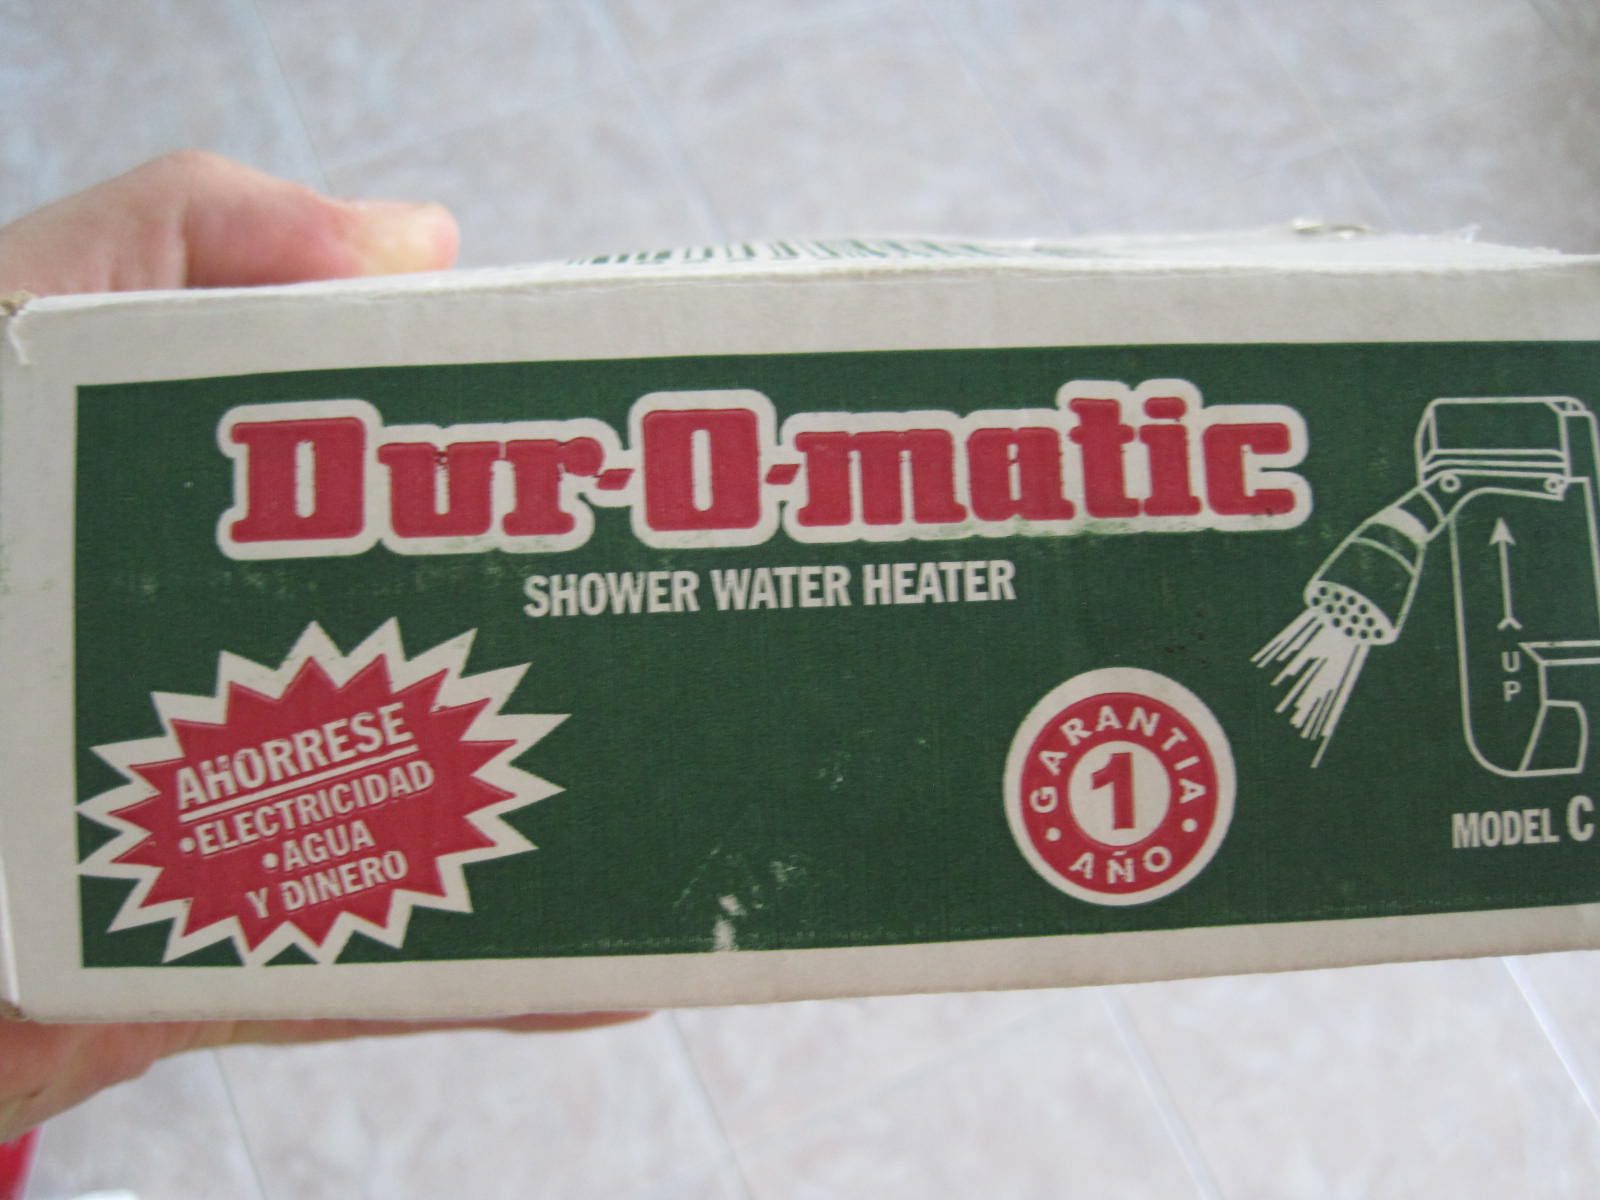 Dur-O-matic
SHOWER WATER HEATER
AHORRESE
•ELECTRICIDAD
•AGUA
Y DINERO
• GARANTIA •
1
AÑO
UP
MODEL C